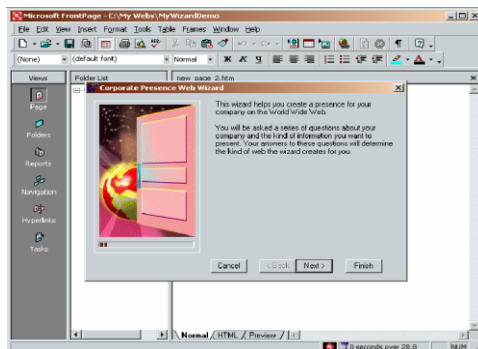 Microsoft FrontPage - C:\My Webs\MyWizardDemo
File Edit View Insert Format Tools Table Frames Window Help
(None) (default font) Normal Ж К Ч
Views Folder List new_page_2.htm
Corporate Presence Web Wizard
This wizard helps you create a presence for your
company on the World Wide Web.
You will be asked a series of questions about your
company and the kind of information you want to
present. Your answers to these questions will determine
the kind of web the wizard creates for you.
Page
Folders
Reports
Navigation
Hyperlinks
Tasks
Cancel < Back Next > Finish
Normal / HTML / Preview
0 seconds over 28.8 NUM